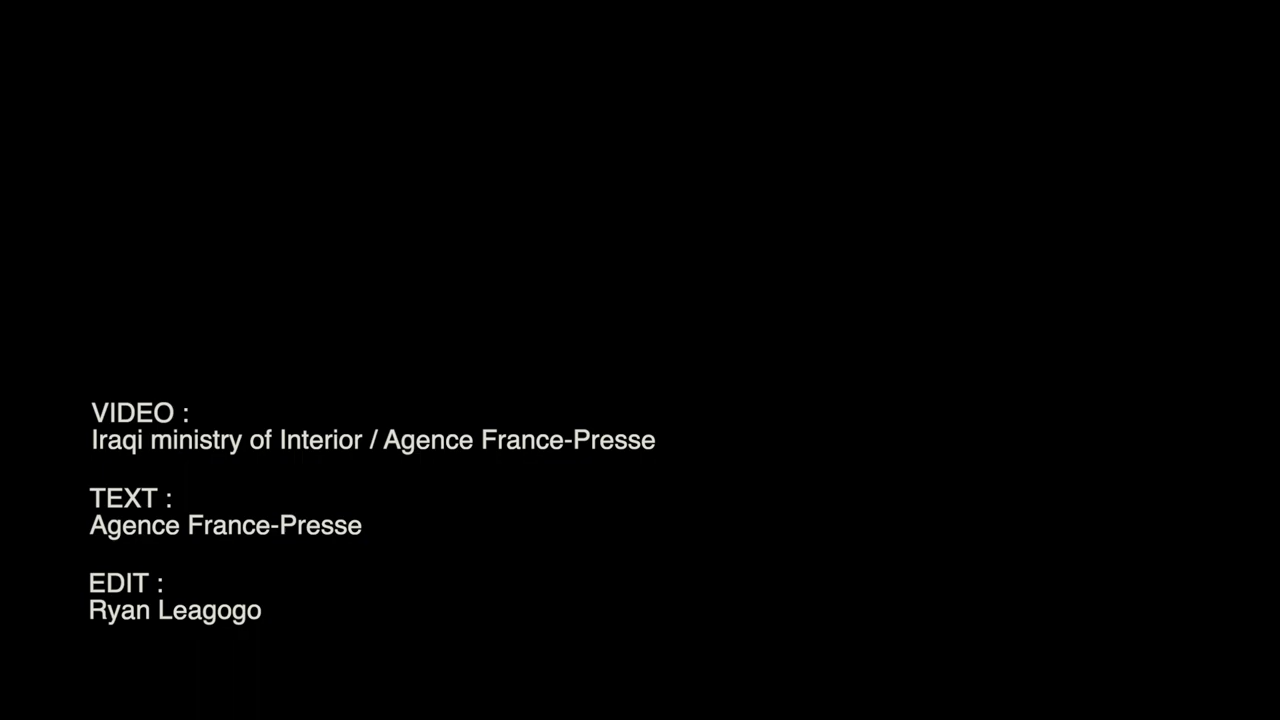 VIDEO :
Iraqi ministry of Interior / Agence France-Presse
TEXT :
Agence France-Presse
EDIT :
Ryan Leagogo